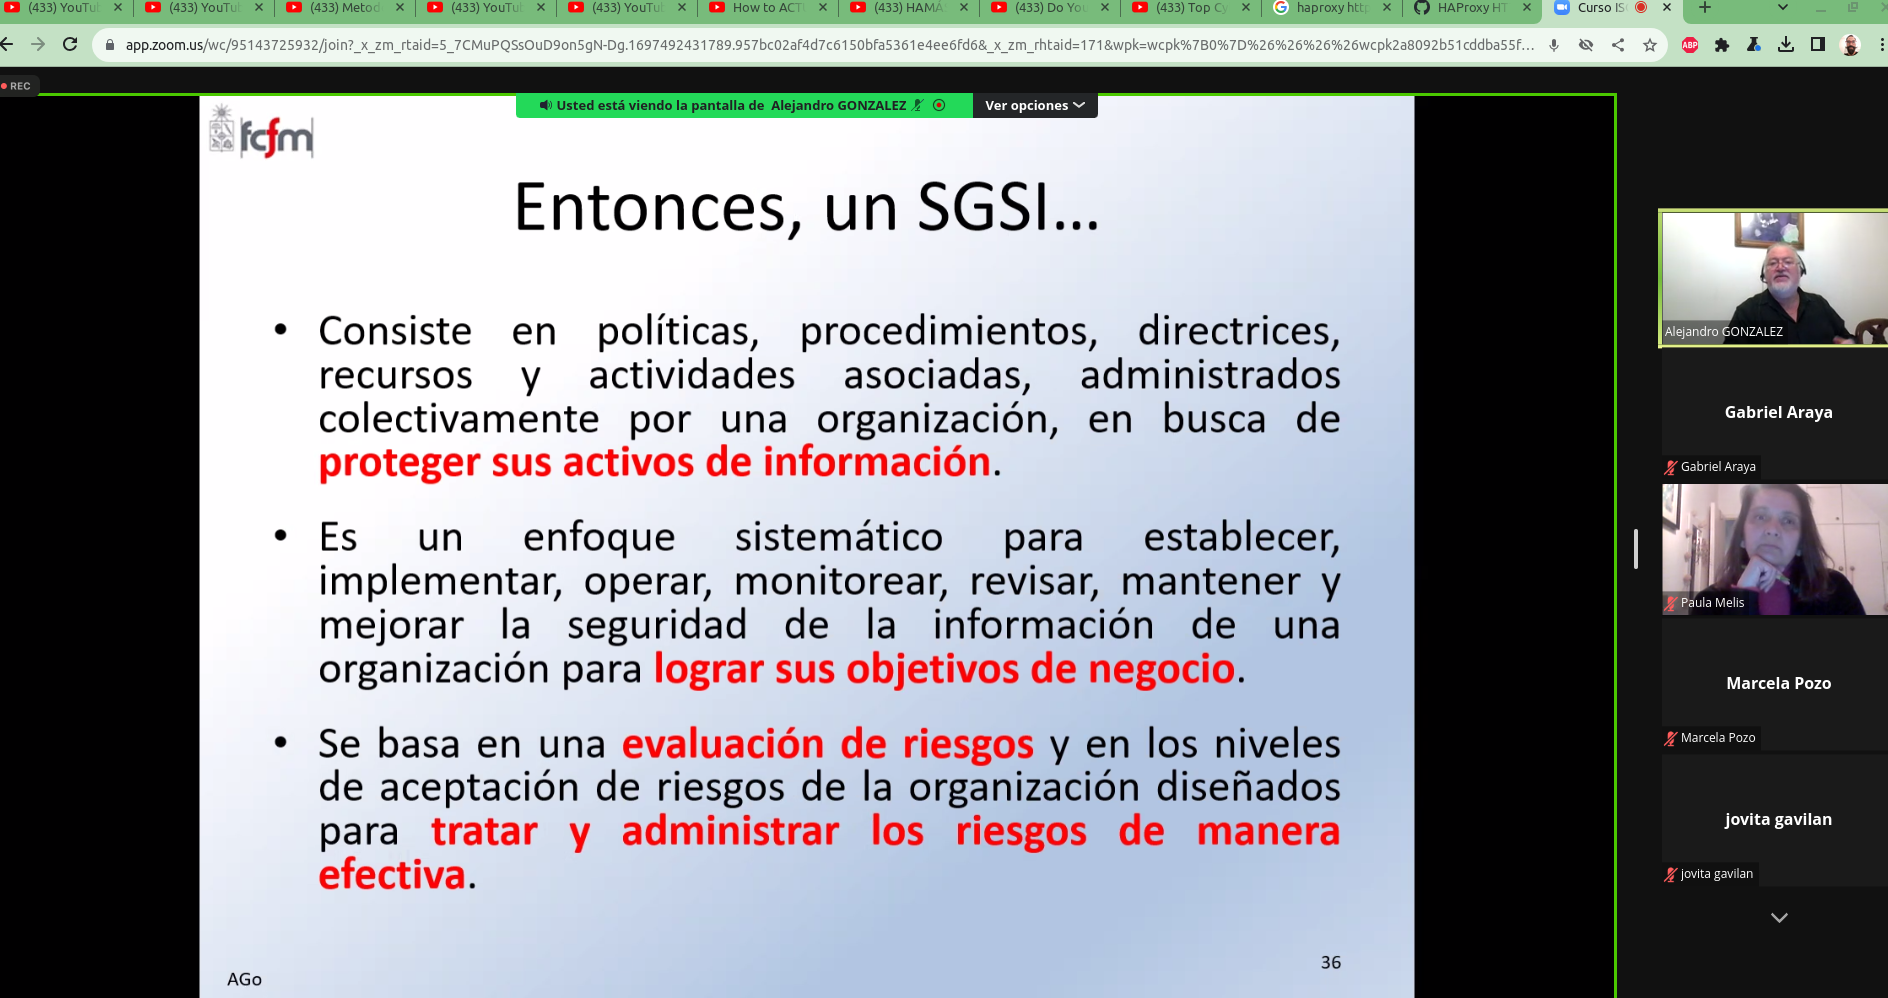 (433) YouTu
(433) YouTu
(433) Metod
(433) YouTu
(433) YouTu
How to ACT
(433) HAMÁ
(433) Do You
(433) Top Cy
haproxy http
HAProxy HT
Curso IS
app.zoom.us/wc/95143725932/join?_x_zm_rtaid=5_7CMuPQSsOuD9on5gN-Dg.1697492431789.957bc02af4d7c6150bfa5361e4ee6fd6&_x_zm_rhtaid=171&wpk=wcpk%7B0%7D%26%26%26%26wcpk2a8092b51cddba55f...
ABP
REC
Usted está viendo la pantalla de Alejandro GONZALEZ
Ver opciones
fcfm
Entonces, un SGSI...
• Consiste en políticas, procedimientos, directrices,
recursos y actividades asociadas, administrados
colectivamente por una organización, en busca de
proteger sus activos de información.
• Es un enfoque sistemático para establecer,
implementar, operar, monitorear, revisar, mantener y
mejorar la seguridad de la información de una
organización para lograr sus objetivos de negocio.
• Se basa en una evaluación de riesgos y en los niveles
de aceptación de riesgos de la organización diseñados
para tratar y administrar los riesgos de manera
efectiva.
AGo
36
Alejandro GONZALEZ
Gabriel Araya
Gabriel Araya
Paula Melis
Marcela Pozo
Marcela Pozo
jovita gavilan
jovita gavilan